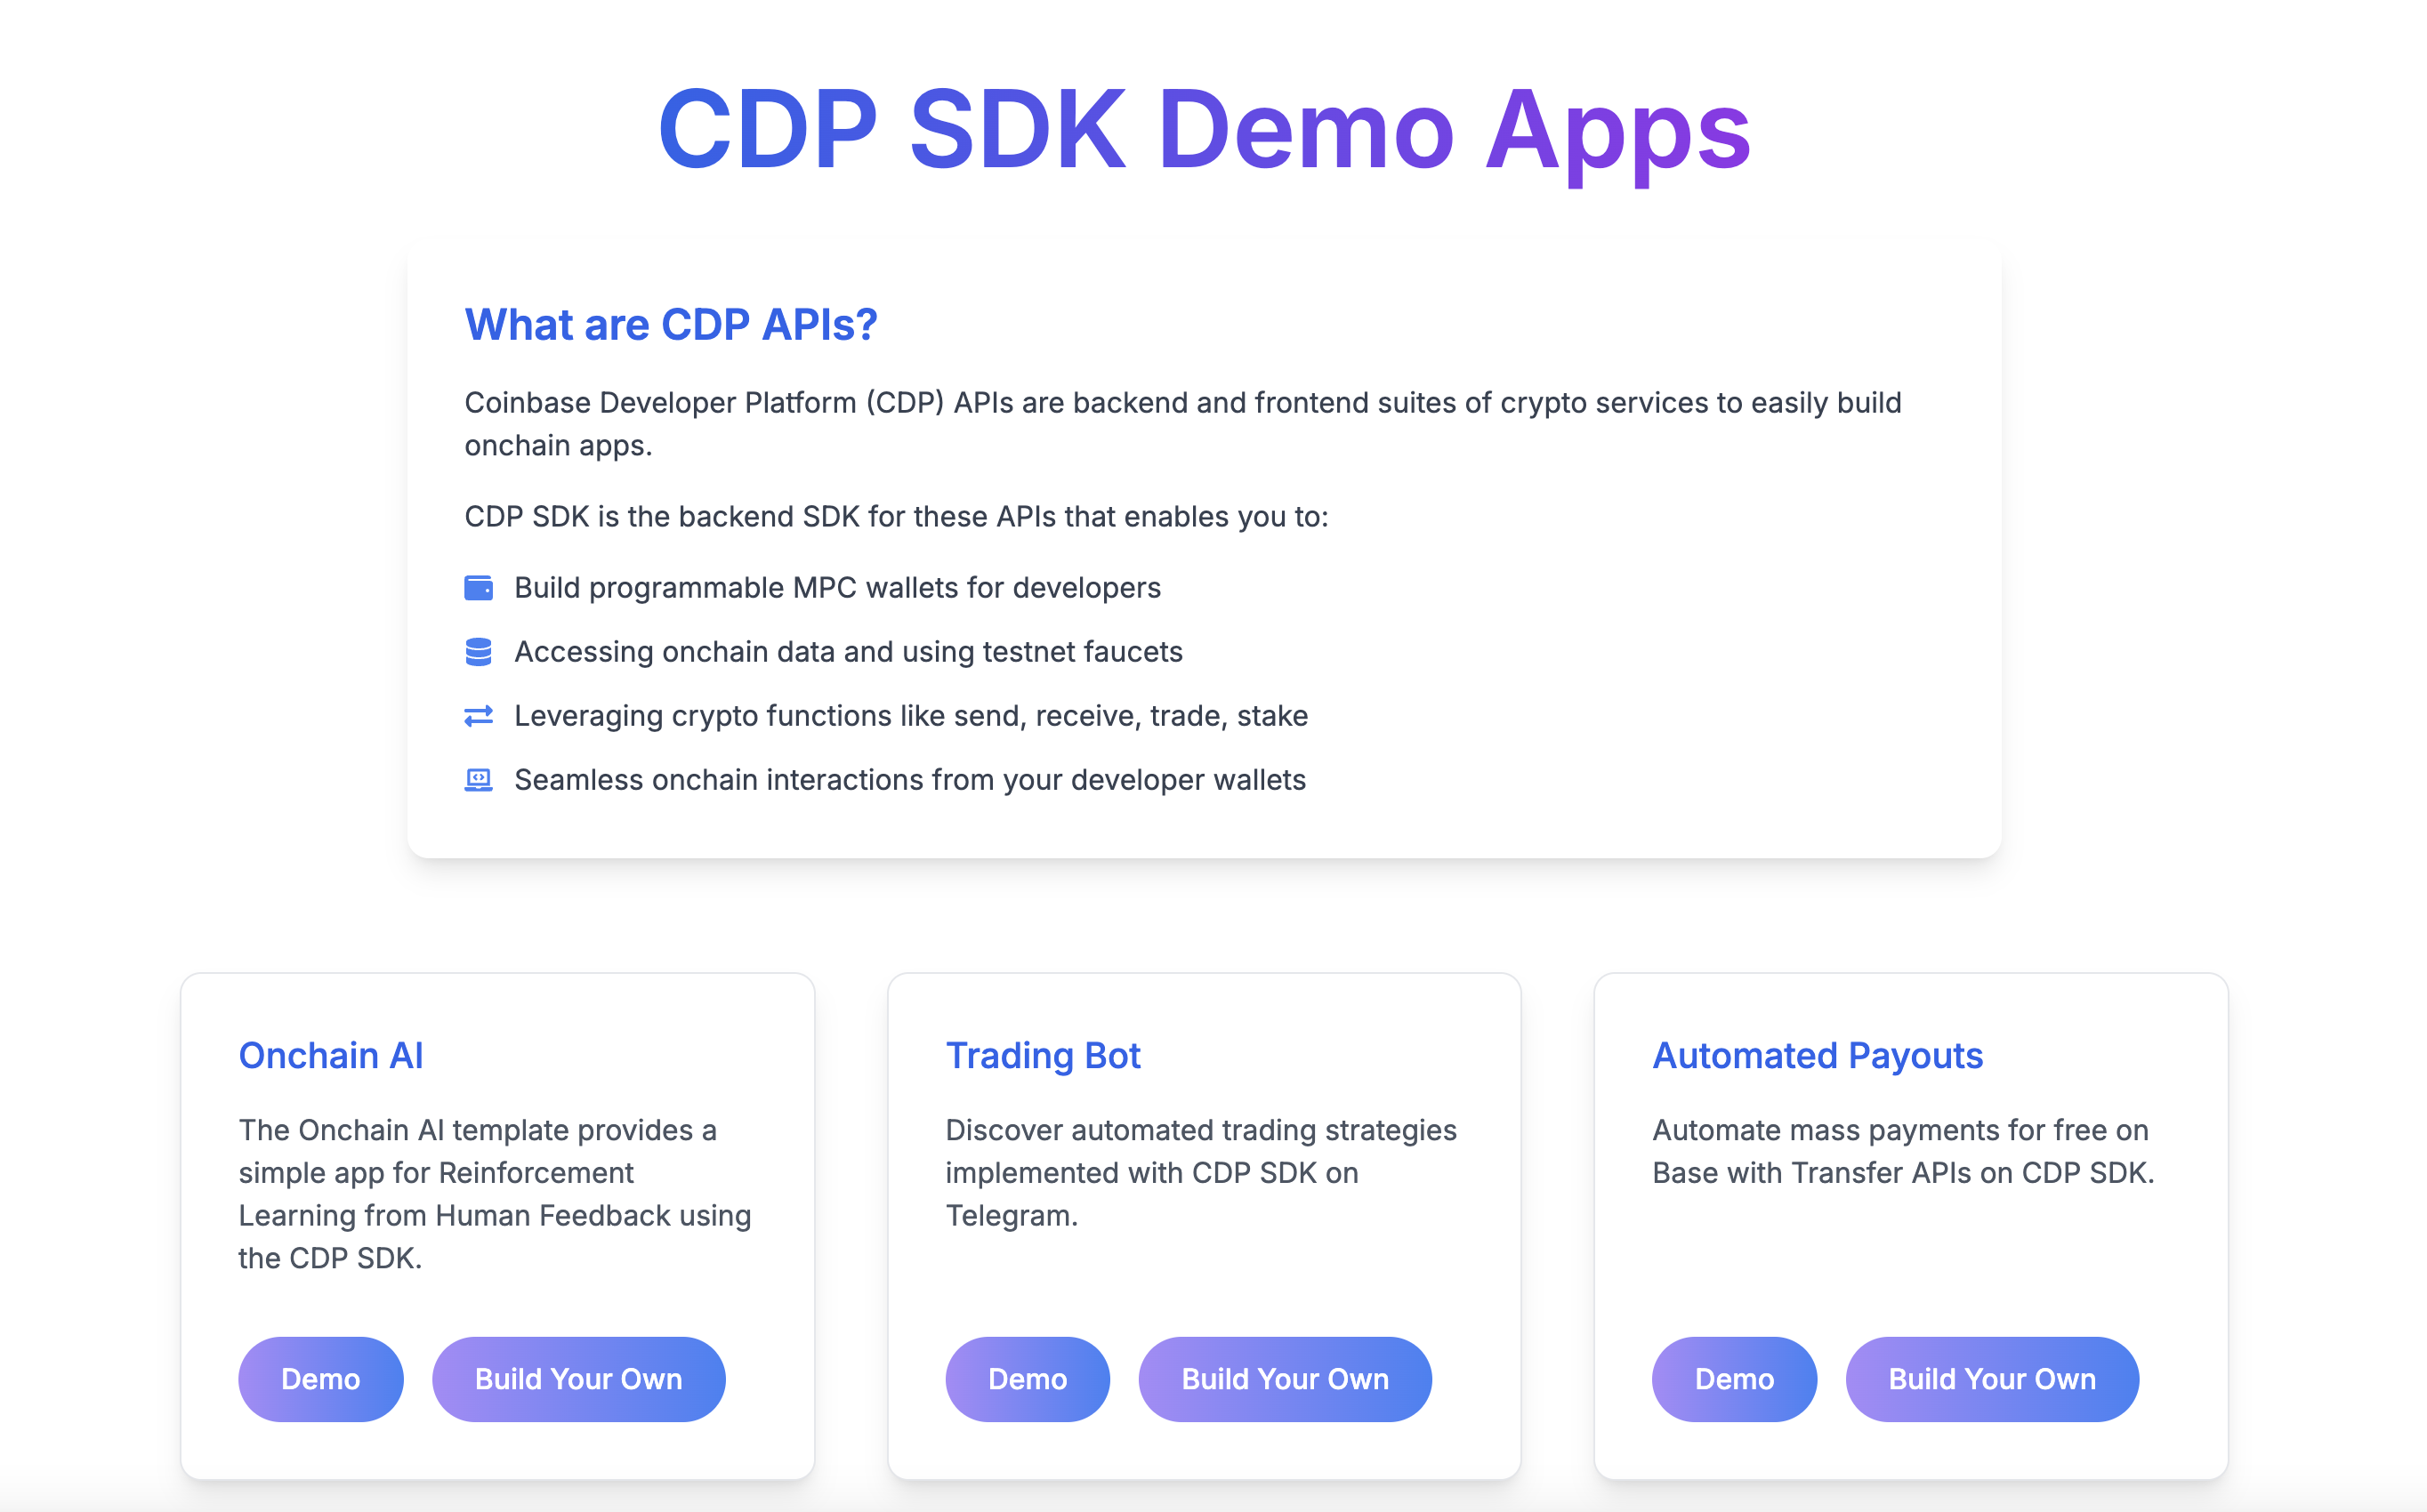 CDP SDK Demo Apps
What are CDP APIs?
Coinbase Developer Platform (CDP) APIs are backend and frontend suites of crypto services to easily build
onchain apps.
CDP SDK is the backend SDK for these APIs that enables you to:
Build programmable MPC wallets for developers
Accessing onchain data and using testnet faucets
Leveraging crypto functions like send, receive, trade, stake
Seamless onchain interactions from your developer wallets
Onchain AI
The Onchain AI template provides a
simple app for Reinforcement
Learning from Human Feedback using
the CDP SDK.
Demo
Build Your Own
Trading Bot
Discover automated trading strategies
implemented with CDP SDK on
Telegram.
Demo
Build Your Own
Automated Payouts
Automate mass payments for free on
Base with Transfer APIs on CDP SDK.
Demo
Build Your Own